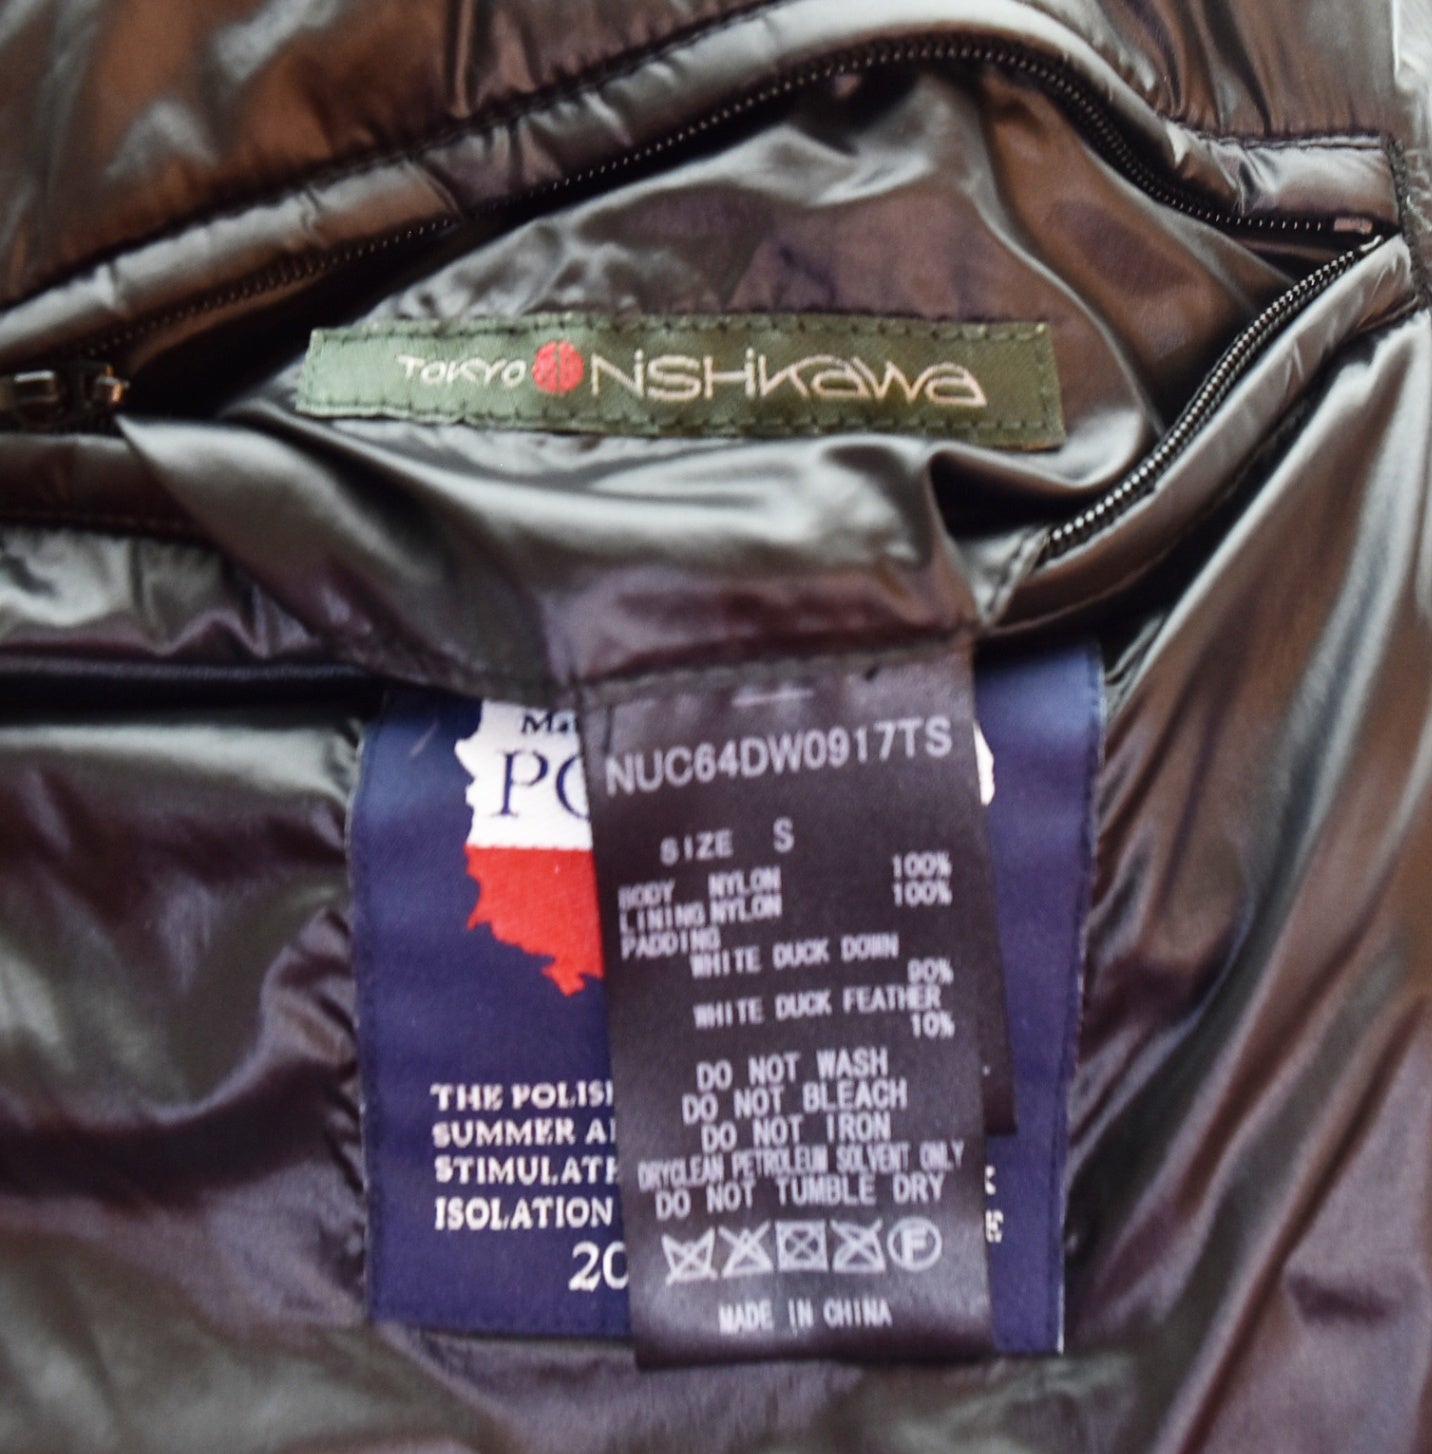 TOKYO NiSHiKawa
PO
NUC64DW0917TS
SIZE S
BODY NYLON 100%
LINING NYLON 100%
PADDING
WHITE DUCK DOWN
90%
WHITE DUCK FEATHER
10%
DO NOT WASH
DO NOT BLEACH
DO NOT IRON
DRYCLEAN PETROLEUM SOLVENT ONLY
DO NOT TUMBLE DRY
F
MADE IN CHINA
THE POLIS
SUMMER A
STIMULAT
ISOLATION
20